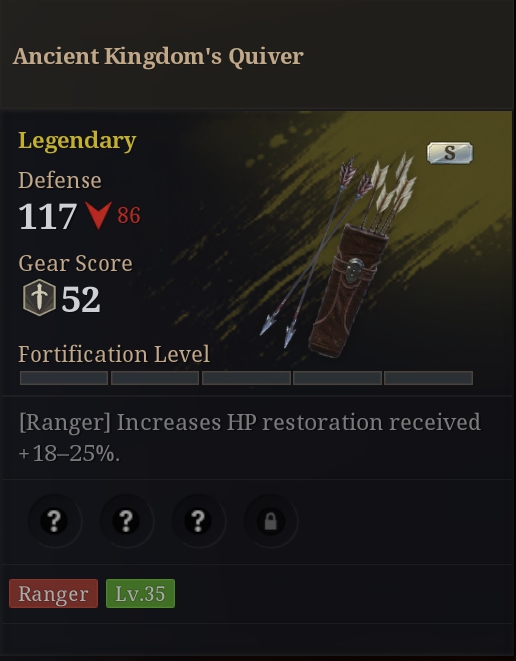 Ancient Kingdom's Quiver
Legendary
S
Defense
117 86
Gear Score
52
Fortification Level
[Ranger] Increases HP restoration received
+18–25%.
? ? ?
Ranger Lv.35